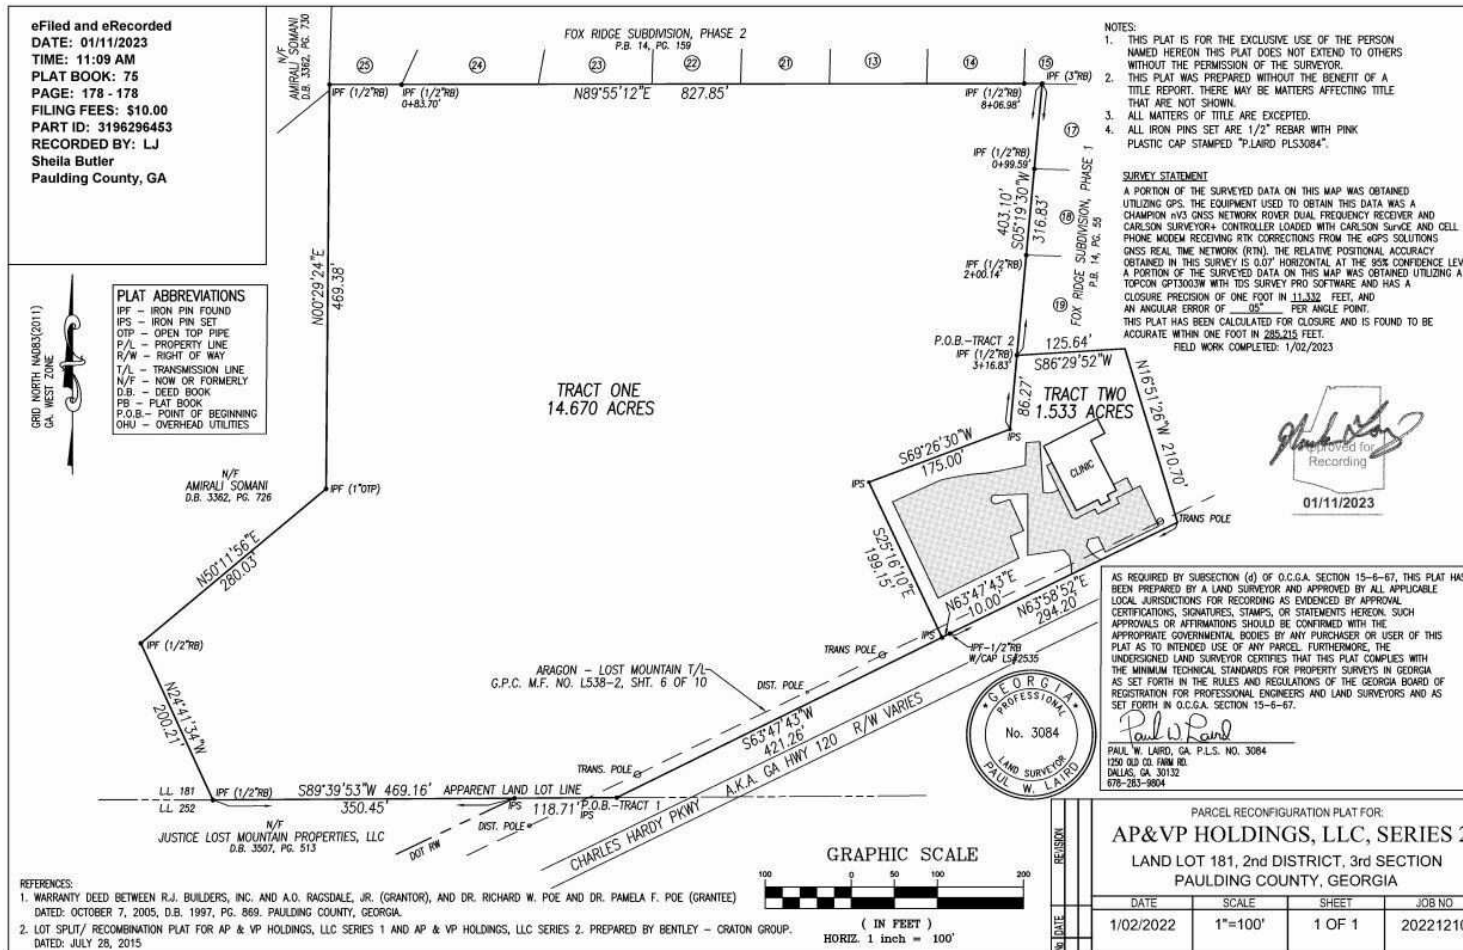 eFiled and eRecorded
DATE: 01/11/2023
TIME: 11:09 AM
PLAT BOOK: 75
PAGE: 178 - 178
FILING FEES: $10.00
PART ID: 3196296453
RECORDED BY: LJ
Sheila Butler
Paulding County, GA
N/F
AMIRALI SOMANI
D.B. 3362, PG. 730
FOX RIDGE SUBDIVISION, PHASE 2
P.B. 14, PG. 159
25
24
23
22
21
13
14
15
IPF (1/2"RB)
IPF (1/2"RB)
0+83.70'
N89°55'12"E 827.85'
IPF (1/2"RB)
8+06.98'
IPF (3"RB)
NOTES:
1. THIS PLAT IS FOR THE EXCLUSIVE USE OF THE PERSON
NAMED HEREON THIS PLAT DOES NOT EXTEND TO OTHERS
WITHOUT THE PERMISSION OF THE SURVEYOR.
2. THIS PLAT WAS PREPARED WITHOUT THE BENEFIT OF A
TITLE REPORT. THERE MAY BE MATTERS AFFECTING TITLE
THAT ARE NOT SHOWN.
3. ALL MATTERS OF TITLE ARE EXCEPTED.
4. ALL IRON PINS SET ARE 1/2" REBAR WITH PINK
PLASTIC CAP STAMPED "P.LAIRD PLS3084".
SURVEY STATEMENT
A PORTION OF THE SURVEYED DATA ON THIS MAP WAS OBTAINED
UTILIZING GPS. THE EQUIPMENT USED TO OBTAIN THIS DATA WAS A
CHAMPION nV3 GNSS NETWORK ROVER DUAL FREQUENCY RECEIVER AND
CARLSON SURVEYOR+ CONTROLLER LOADED WITH CARLSON SurvCE AND CELL
PHONE MODEM RECEIVING RTK CORRECTIONS FROM THE eGPS SOLUTIONS
GNSS REAL TIME NETWORK (RTN). THE RELATIVE POSITIONAL ACCURACY
OBTAINED IN THIS SURVEY IS 0.07' HORIZONTAL AT THE 95% CONFIDENCE LEV
A PORTION OF THE SURVEYED DATA ON THIS MAP WAS OBTAINED UTILIZING A
TOPCON GPT3003W WITH TDS SURVEY PRO SOFTWARE AND HAS A
CLOSURE PRECISION OF ONE FOOT IN 11,332 FEET, AND
AN ANGULAR ERROR OF 05" PER ANGLE POINT.
THIS PLAT HAS BEEN CALCULATED FOR CLOSURE AND IS FOUND TO BE
ACCURATE WITHIN ONE FOOT IN 285,215 FEET.
FIELD WORK COMPLETED: 1/02/2023
17
IPF (1/2"RB)
0+99.59'
403.10'
S05°19'30"W
316.83'
18
FOX RIDGE SUBDIVISION, PHASE 1
P.B. 14, PG. 55
IPF (1/2"RB)
2+00.14'
19
N00°29'24"E
469.38'
GRID NORTH NAD83(2011)
GA. WEST ZONE
PLAT ABBREVIATIONS
IPF – IRON PIN FOUND
IPS – IRON PIN SET
OTP – OPEN TOP PIPE
P/L – PROPERTY LINE
R/W – RIGHT OF WAY
T/L – TRANSMISSION LINE
N/F – NOW OR FORMERLY
D.B. – DEED BOOK
PB – PLAT BOOK
P.O.B.– POINT OF BEGINNING
OHU – OVERHEAD UTILITIES
P.O.B.–TRACT 2
IPF (1/2"RB)
3+16.83'
125.64'
S86°29'52"W
TRACT ONE
14.670 ACRES
TRACT TWO
1.533 ACRES
86.27'
N16°51'26"W 210.70'
IPS
S69°26'30"W
175.00'
IPS
CLINIC
Approved for
Recording
01/11/2023
N/F
AMIRALI SOMANI
D.B. 3362, PG. 726
IPF (1"OTP)
TRANS POLE
S25°16'10"E
199.15'
N50°11'56"E
280.03'
N63°47'43"E
10.00'
N63°58'52"E
294.20'
IPS
IPF-1/2"RB
W/CAP LS#2535
AS REQUIRED BY SUBSECTION (d) OF O.C.G.A. SECTION 15-6-67, THIS PLAT HAS
BEEN PREPARED BY A LAND SURVEYOR AND APPROVED BY ALL APPLICABLE
LOCAL JURISDICTIONS FOR RECORDING AS EVIDENCED BY APPROVAL
CERTIFICATIONS, SIGNATURES, STAMPS, OR STATEMENTS HEREON. SUCH
APPROVALS OR AFFIRMATIONS SHOULD BE CONFIRMED WITH THE
APPROPRIATE GOVERNMENTAL BODIES BY ANY PURCHASER OR USER OF THIS
PLAT AS TO INTENDED USE OF ANY PARCEL. FURTHERMORE, THE
UNDERSIGNED LAND SURVEYOR CERTIFIES THAT THIS PLAT COMPLIES WITH
THE MINIMUM TECHNICAL STANDARDS FOR PROPERTY SURVEYS IN GEORGIA
AS SET FORTH IN THE RULES AND REGULATIONS OF THE GEORGIA BOARD OF
REGISTRATION FOR PROFESSIONAL ENGINEERS AND LAND SURVEYORS AND AS
SET FORTH IN O.C.G.A. SECTION 15-6-67.
Paul W. Laird
PAUL W. LAIRD, GA. P.L.S. NO. 3084
1250 OLD CO. FARM RD.
DALLAS, GA. 30132
678-283-9804
IPF (1/2"RB)
TRANS POLE
ARAGON – LOST MOUNTAIN T/L
G.P.C. M.F. NO. L538-2, SHT. 6 OF 10
DIST. POLE
GEORGIA
PROFESSIONAL
No. 3084
LAND SURVEYOR
PAUL W. LAIRD
N24°41'34"W
200.21'
S63°47'43"W
421.26'
TRANS. POLE
CHARLES HARDY PKWY A.K.A. GA HWY 120 R/W VARIES
LL. 181
LL. 252
IPF (1/2"RB)
S89°39'53"W 469.16' APPARENT LAND LOT LINE
350.45'
IPS
118.71'
P.O.B.–TRACT 1
IPS
DIST. POLE
DOT RW
N/F
JUSTICE LOST MOUNTAIN PROPERTIES, LLC
D.B. 3507, PG. 513
GRAPHIC SCALE
100 0 50 100 200
( IN FEET )
HORIZ. 1 inch = 100'
REFERENCES:
1. WARRANTY DEED BETWEEN R.J. BUILDERS, INC. AND A.O. RAGSDALE, JR. (GRANTOR), AND DR. RICHARD W. POE AND DR. PAMELA F. POE (GRANTEE)
DATED: OCTOBER 7, 2005, D.B. 1997, PG. 869. PAULDING COUNTY, GEORGIA.
2. LOT SPLIT/ RECOMBINATION PLAT FOR AP & VP HOLDINGS, LLC SERIES 1 AND AP & VP HOLDINGS, LLC SERIES 2. PREPARED BY BENTLEY – CRATON GROUP.
DATED: JULY 28, 2015
REVISION
No. DATE
PARCEL RECONFIGURATION PLAT FOR:
AP&VP HOLDINGS, LLC, SERIES 2
LAND LOT 181, 2nd DISTRICT, 3rd SECTION
PAULDING COUNTY, GEORGIA
DATE SCALE SHEET JOB NO
1/02/2022 1"=100' 1 OF 1 20221210